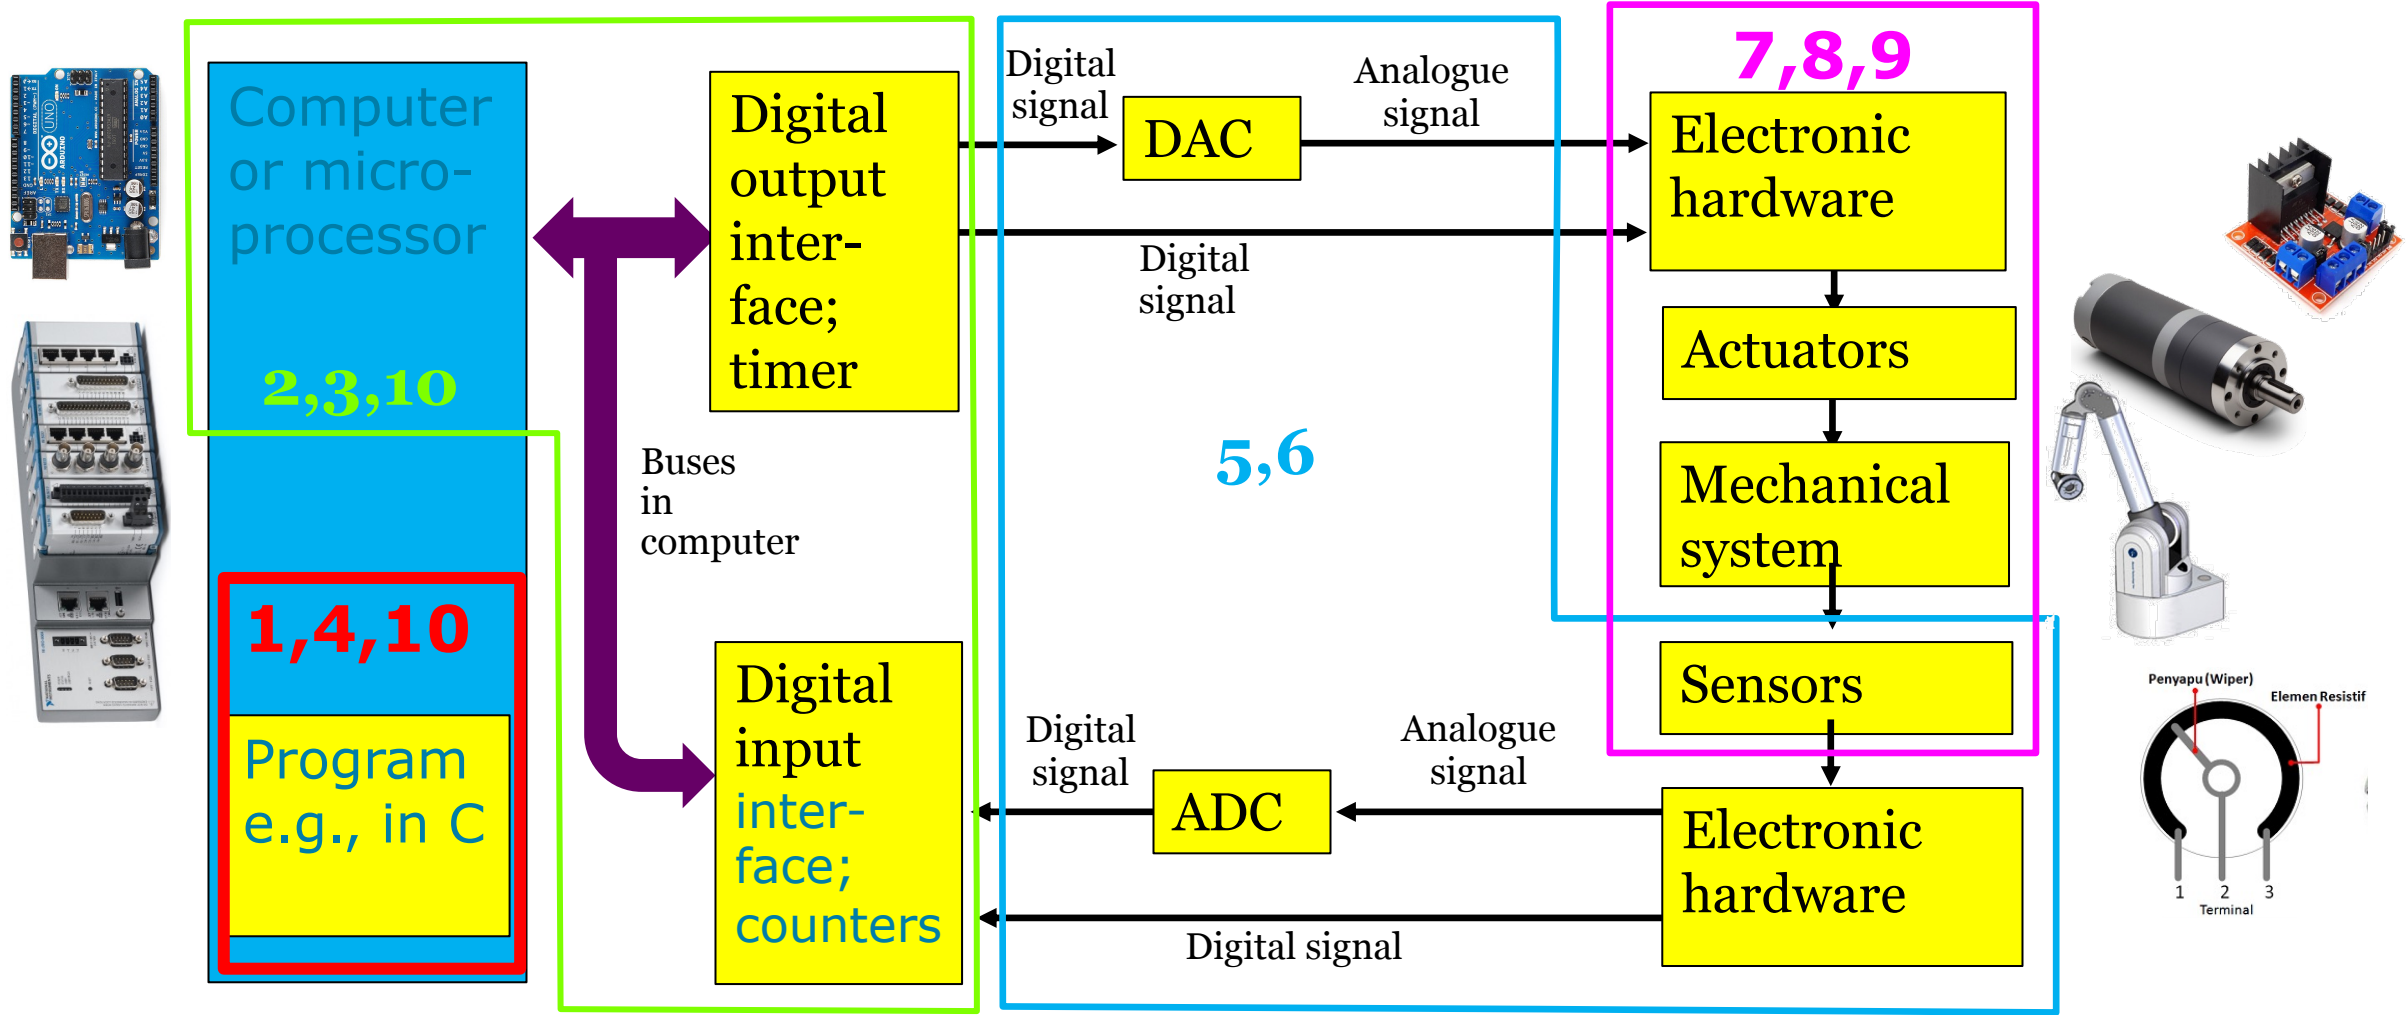 Computer
or micro-
processor
2,3,10
1,4,10
Program
e.g., in C
Digital
output
inter-
face;
timer
Buses
in
computer
Digital
input
inter-
face;
counters
Digital
signal
DAC
Analogue
signal
Digital
signal
5,6
Digital
signal
ADC
Analogue
signal
Digital signal
7,8,9
Electronic
hardware
Actuators
Mechanical
system
Sensors
Electronic
hardware
Penyapu (Wiper)
Elemen Resistif
1 2 3
Terminal
UNO
ARDUINO